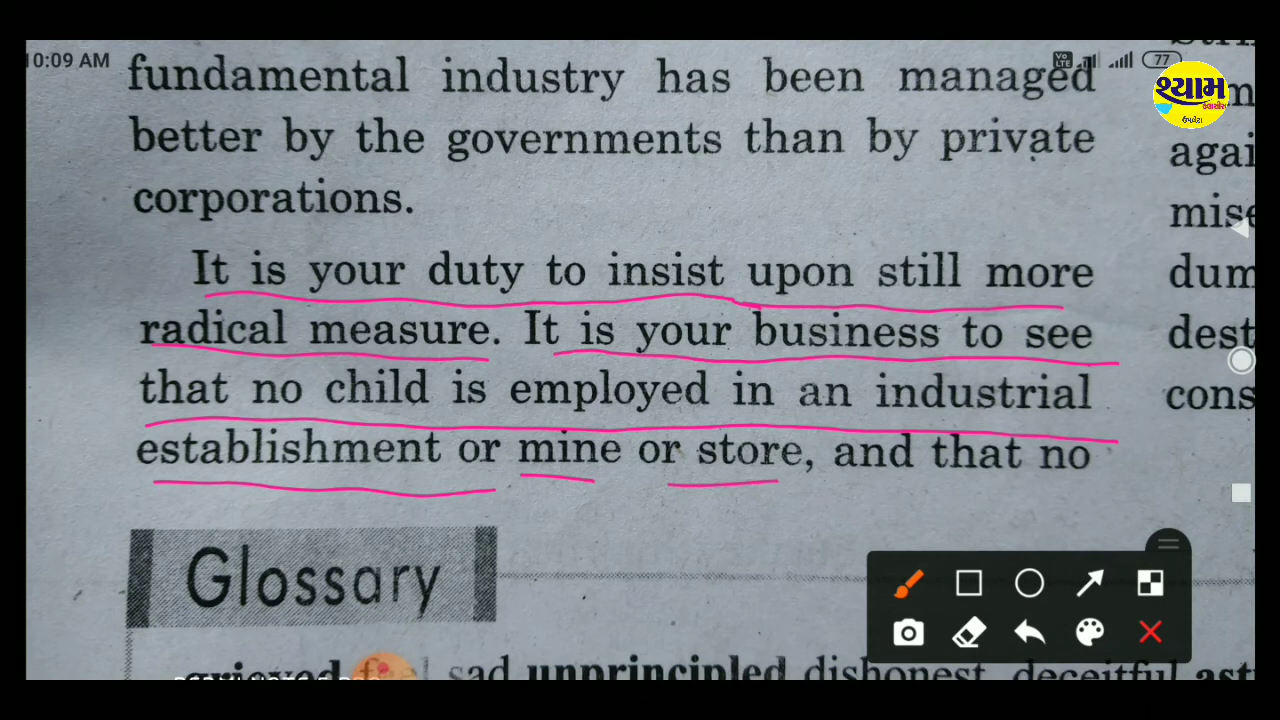 10:09 AM
77
શ્યામ
ક્લાસીસ
ઉપલેટા
fundamental industry has been managed
better by the governments than by private
corporations.
It is your duty to insist upon still more
radical measure. It is your business to see
that no child is employed in an industrial
establishment or mine or store, and that no
agai
mise
dum
dest
cons
Glossary
grieved sad unprincipled dishonest, deceitful ast